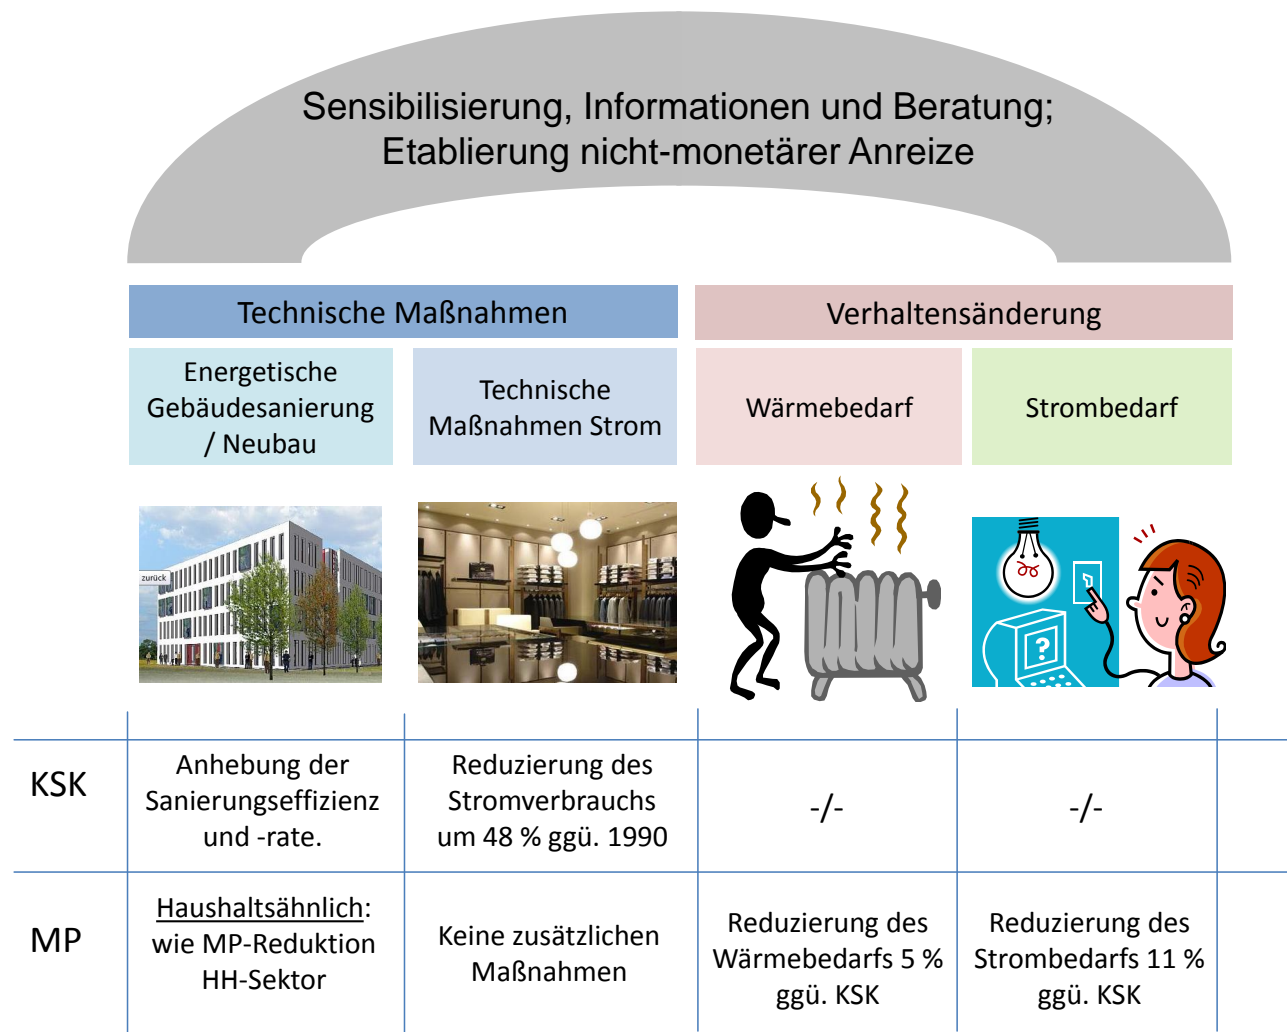 Sensibilisierung, Informationen und Beratung;
Etablierung nicht-monetärer Anreize
Technische Maßnahmen
Verhaltensänderung
Energetische
Gebäudesanierung
/ Neubau
Technische
Maßnahmen Strom
Wärmebedarf
Strombedarf
zurück
?
KSK
Anhebung der
Sanierungseffizienz
und -rate.
Reduzierung des
Stromverbrauchs
um 48 % ggü. 1990
-/-
-/-
MP
Haushaltsähnlich:
wie MP-Reduktion
HH-Sektor
Keine zusätzlichen
Maßnahmen
Reduzierung des
Wärmebedarfs 5 %
ggü. KSK
Reduzierung des
Strombedarfs 11 %
ggü. KSK